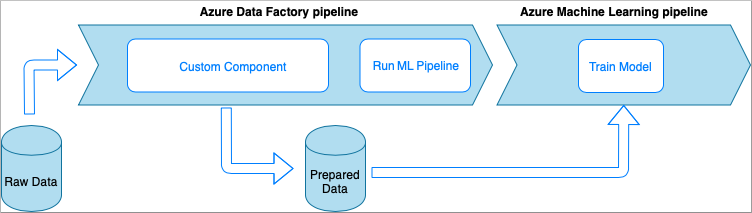 Azure Data Factory pipeline
Azure Machine Learning pipeline
Custom Component
Run ML Pipeline
Train Model
Raw Data
Prepared
Data